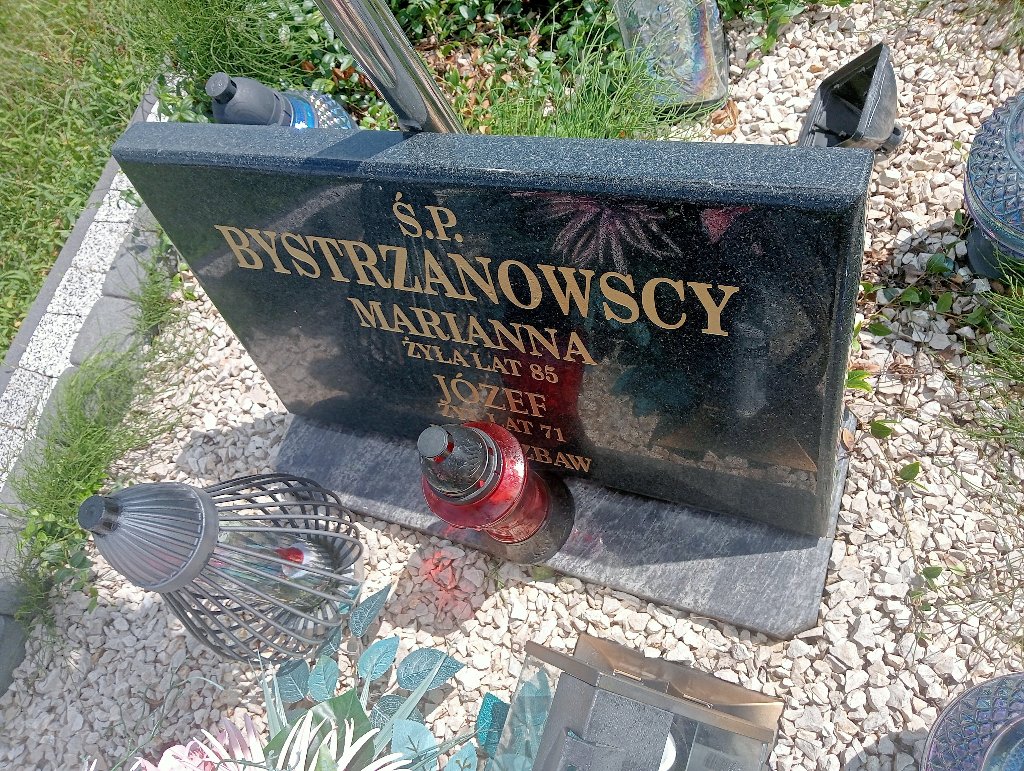 Ś.P.
BYSTRZANOWSCY
MARIANNA
ŻYŁA LAT 85
JÓZEF
LAT 71